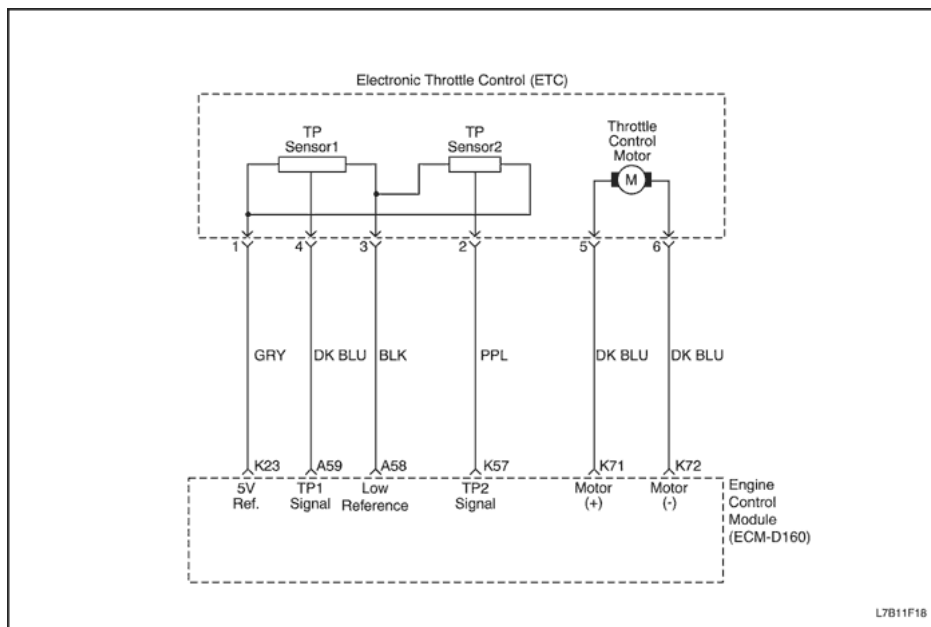 Electronic Throttle Control (ETC)
TP
Sensor1
TP
Sensor2
Throttle
Control
Motor
M
1
4
3
2
5
6
GRY
DK BLU
BLK
PPL
DK BLU
DK BLU
K23
A59
A58
K57
K71
K72
5V
Ref.
TP1
Signal
Low
Reference
TP2
Signal
Motor
(+)
Motor
(-)
Engine
Control
Module
(ECM-D160)
L7B11F18